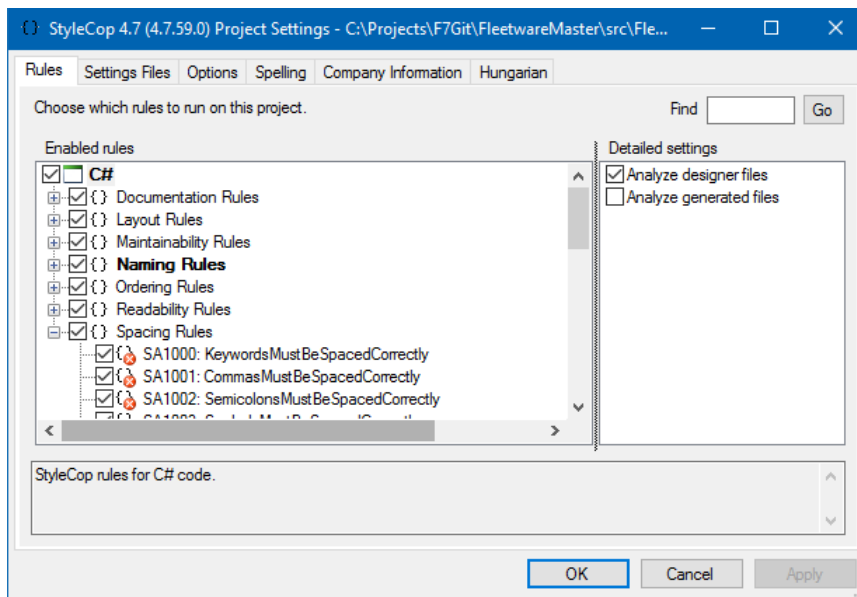 StyleCop 4.7 (4.7.59.0) Project Settings - C:\Projects\F7Git\FleetwareMaster\src\Fle...
Rules Settings Files Options Spelling Company Information Hungarian
Choose which rules to run on this project.
Find
Go
Enabled rules
Detailed settings
C#
Analyze designer files
Analyze generated files
{} Documentation Rules
{} Layout Rules
{} Maintainability Rules
{} Naming Rules
{} Ordering Rules
{} Readability Rules
{} Spacing Rules
SA1000: KeywordsMustBeSpacedCorrectly
SA1001: CommasMustBeSpacedCorrectly
SA1002: SemicolonsMustBeSpacedCorrectly
StyleCop rules for C# code.
OK
Cancel
Apply